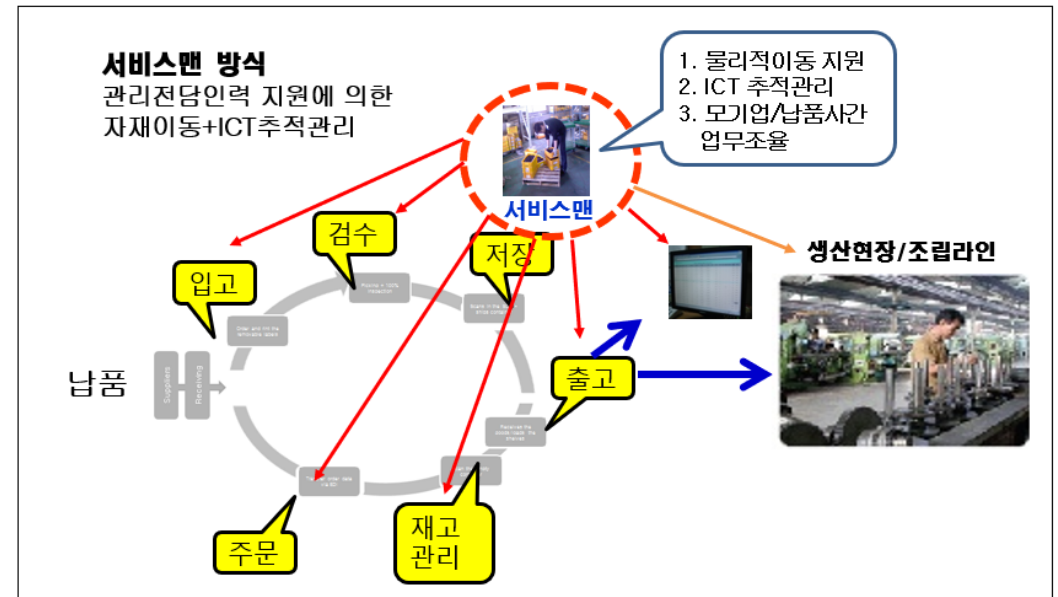 서비스맨 방식
관리전담인력 지원에 의한
자재이동+ICT추적관리
1. 물리적이동 지원
2. ICT 추적관리
3. 모기업/납품사간
업무조율
서비스맨
검수
저장
입고
생산현장/조립라인
납품
Suppliers
Receiving
출고
주문
재고
관리